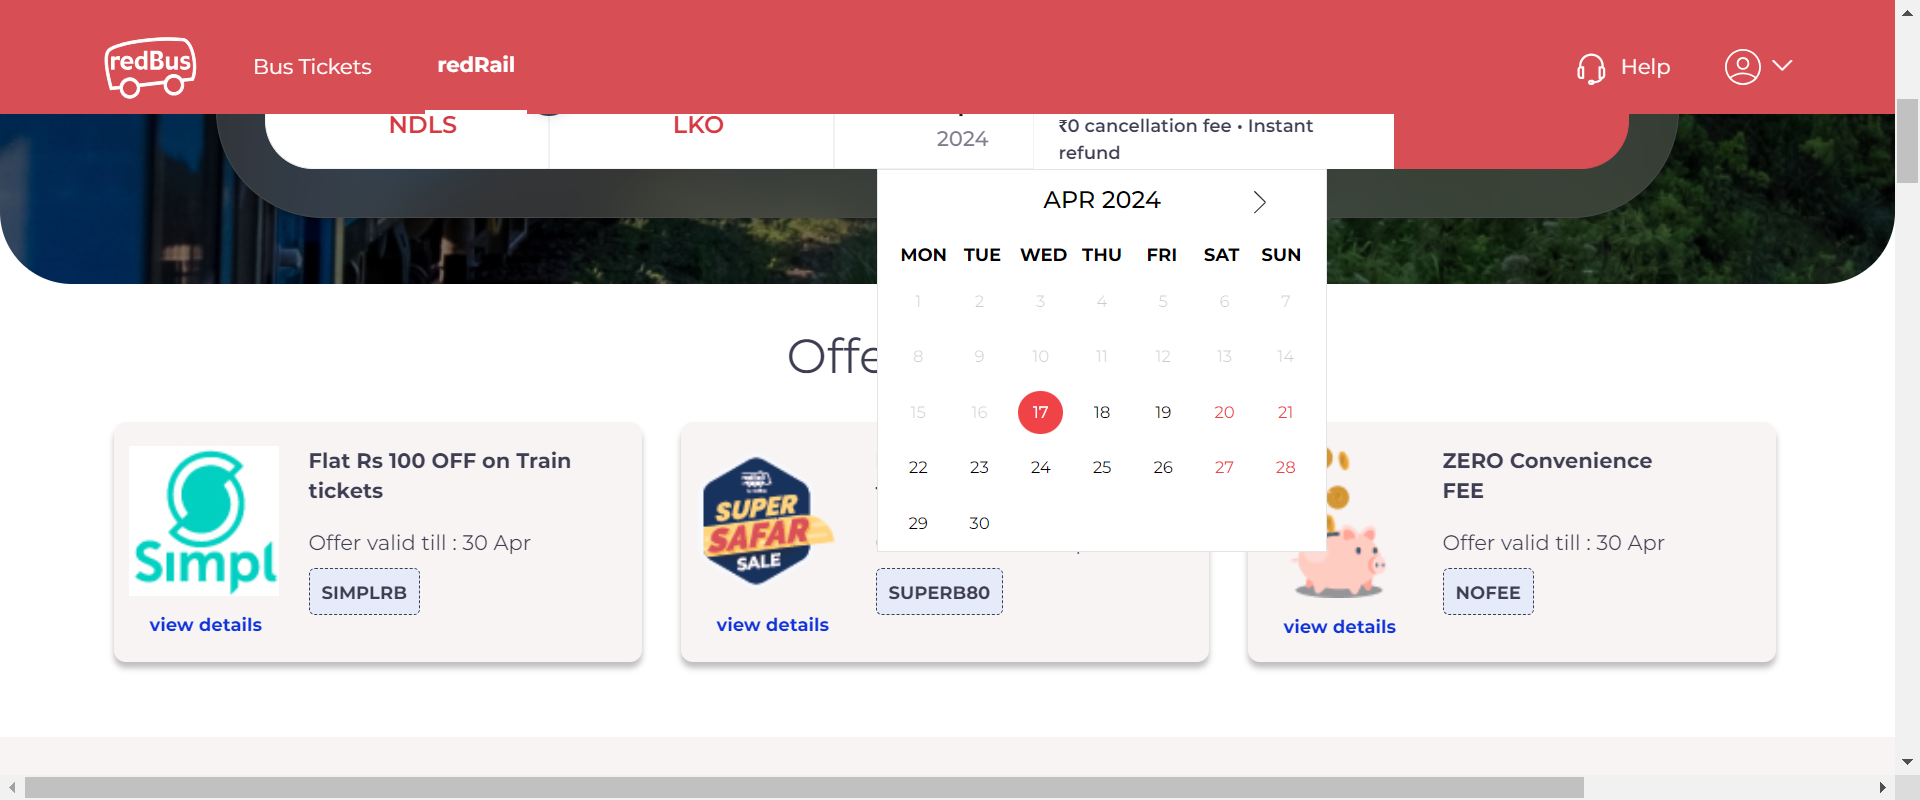 redBus
Bus Tickets
redRail
Help
NDLS
LKO
2024
₹0 cancellation fee • Instant
refund
APR 2024
MON TUE WED THU FRI SAT SUN
1 2 3 4 5 6 7
8 9 10 11 12 13 14
15 16 17 18 19 20 21
22 23 24 25 26 27 28
29 30
Offe
Simpl
Flat Rs 100 OFF on Train
tickets
Offer valid till : 30 Apr
SIMPLRB
view details
SUPER
SAFAR
SALE
SUPERB80
view details
ZERO Convenience
FEE
Offer valid till : 30 Apr
NOFEE
view details